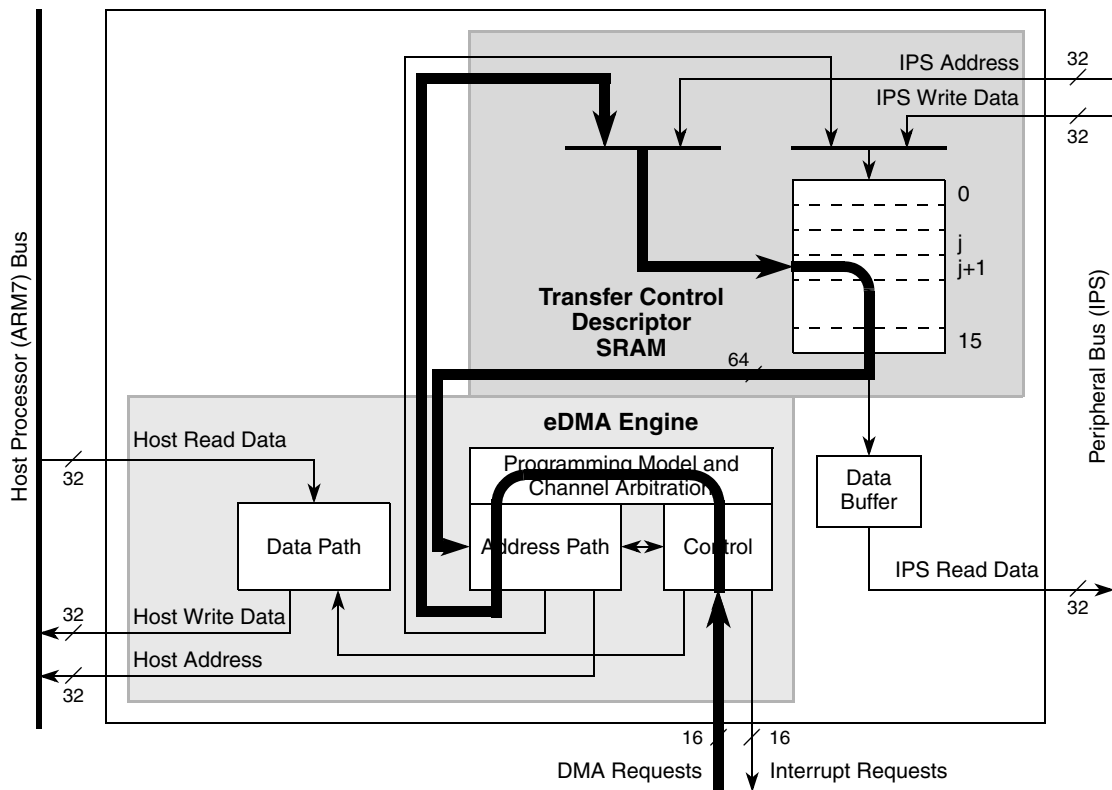 32
IPS Address
IPS Write Data
32
0
j
j+1
15
Transfer Control
Descriptor
SRAM
64
Host Processor (ARM7) Bus
Peripheral Bus (IPS)
eDMA Engine
Host Read Data
32
Programming Model and
Channel Arbitration
Data
Buffer
Data Path
Address Path
Control
IPS Read Data
32
32
Host Write Data
Host Address
32
16
16
DMA Requests
Interrupt Requests